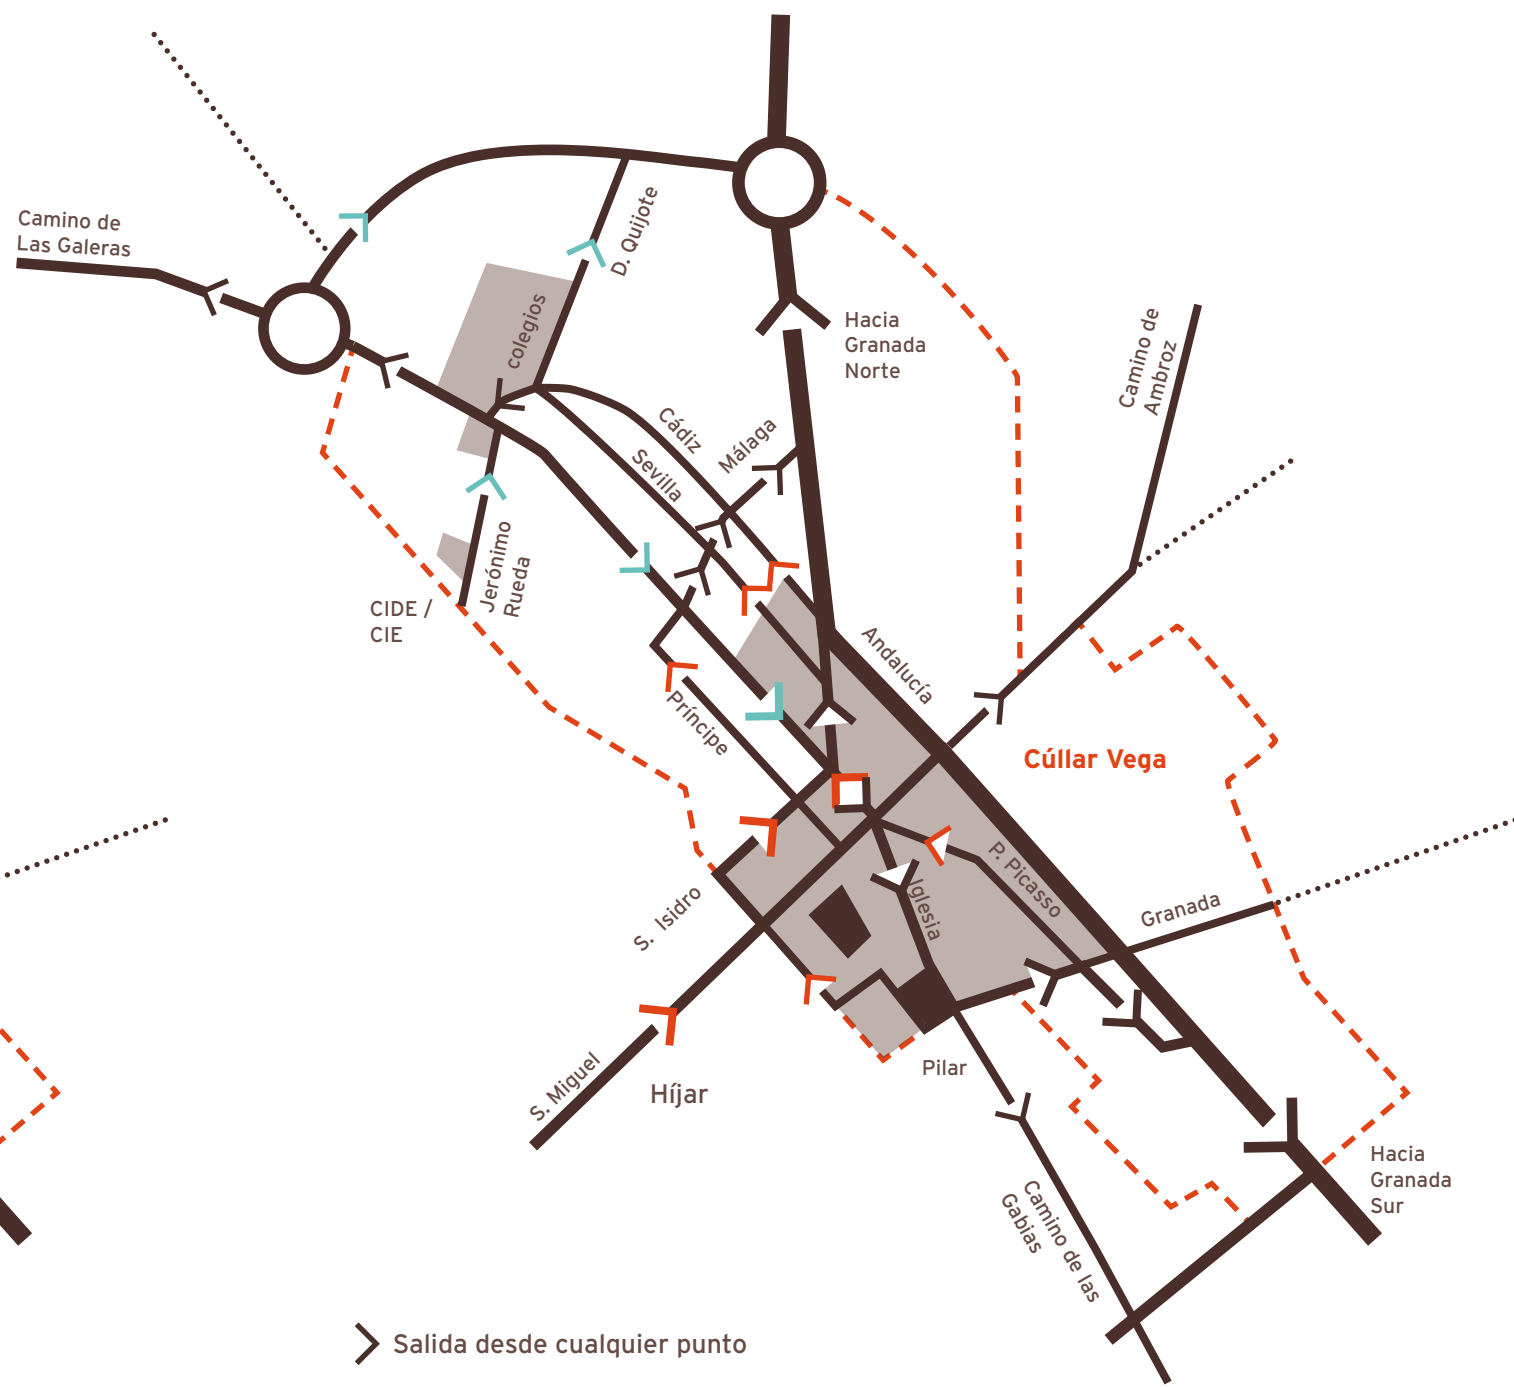 Camino de
Las Galeras
D. Quijote
colegios
Hacia
Granada
Norte
Camino de
Ambroz
Cádiz
Málaga
Sevilla
Jerónimo
Rueda
CIDE /
CIE
Andalucía
Príncipe
Cúllar Vega
P. Picasso
Iglesia
Granada
S. Isidro
S. Miguel
Híjar
Pilar
Hacia
Granada
Sur
Camino de las
Gabias
Salida desde cualquier punto